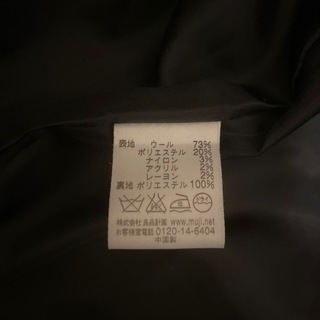 表地 ウール 73%
ポリエステル 20%
ナイロン 3%
アクリル 2%
レーヨン 2%
裏地 ポリエステル 100%
株式会社 良品計画 www.muji.net
お客様室電話 0120-14-6404
中国製